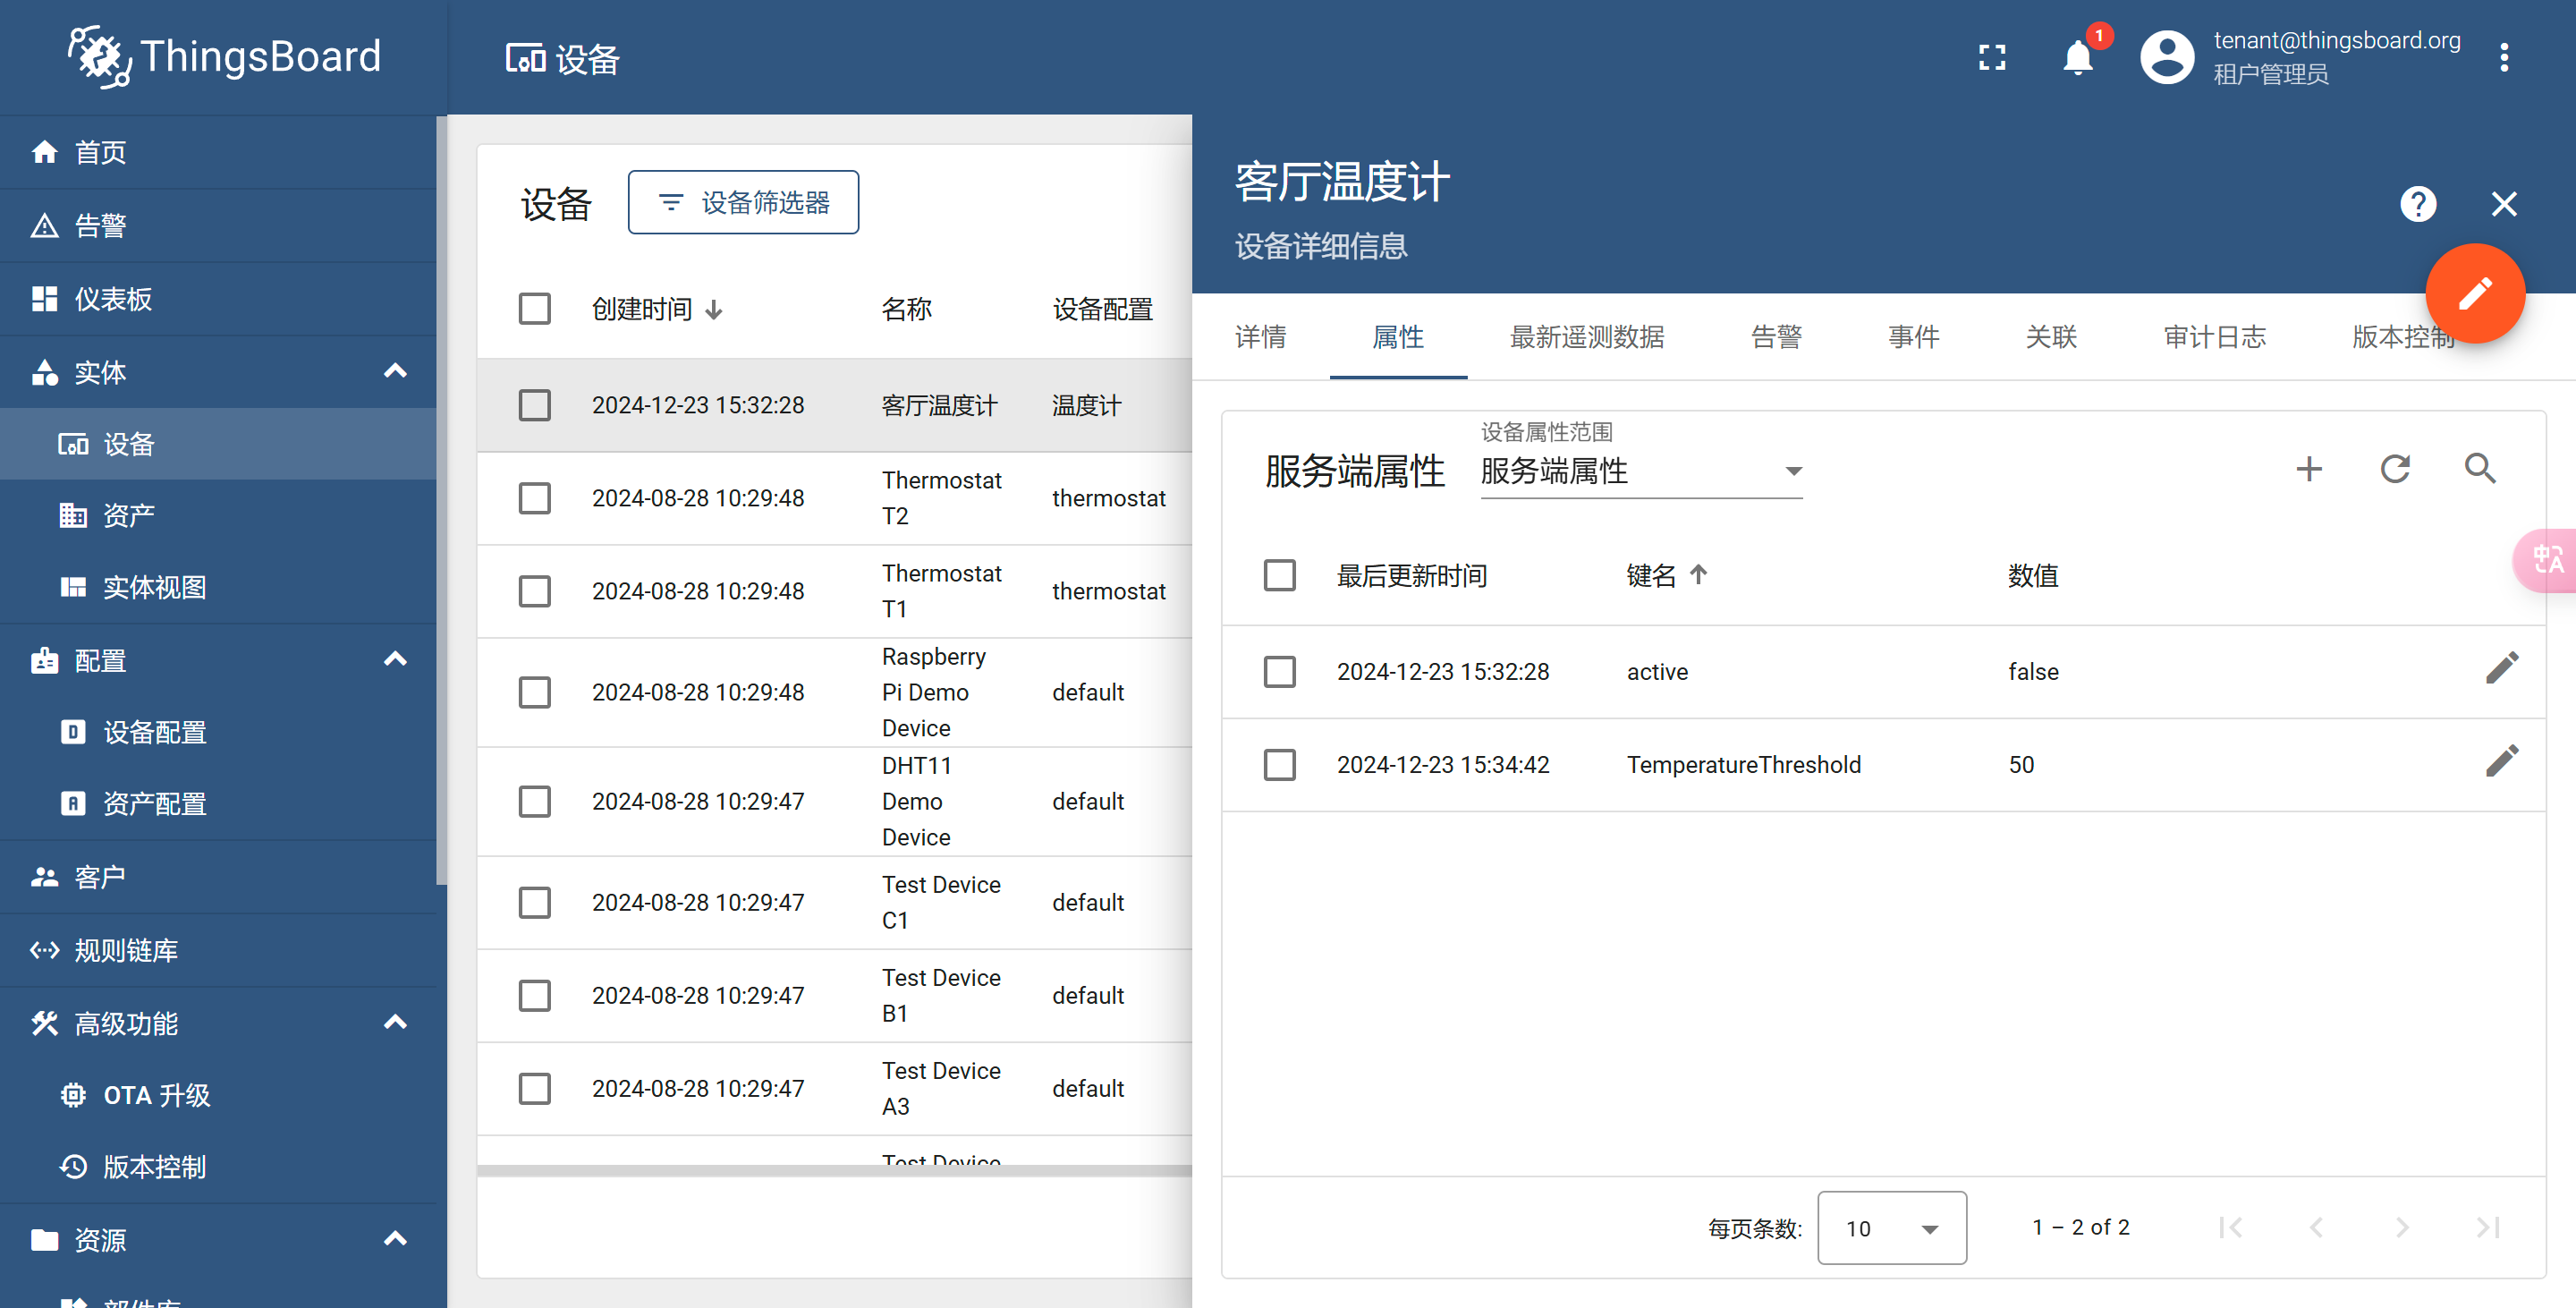 ThingsBoard
设备
1
tenant@thingsboard.org
租户管理员
首页
告警
仪表板
实体
设备
资产
实体视图
配置
D
设备配置
A
资产配置
客户
规则链库
高级功能
OTA 升级
版本控制
资源
部件库
设备
设备筛选器
创建时间 名称 设备配置
2024-12-23 15:32:28 客厅温度计 温度计
2024-08-28 10:29:48 Thermostat T2 thermostat
2024-08-28 10:29:48 Thermostat T1 thermostat
2024-08-28 10:29:48 Raspberry Pi Demo Device default
2024-08-28 10:29:47 DHT11 Demo Device default
2024-08-28 10:29:47 Test Device C1 default
2024-08-28 10:29:47 Test Device B1 default
2024-08-28 10:29:47 Test Device A3 default
Test Device
客厅温度计
设备详细信息
?
详情 属性 最新遥测数据 告警 事件 关联 审计日志 版本控制
服务端属性
设备属性范围
服务端属性
最后更新时间 键名 数值
2024-12-23 15:32:28 active false
2024-12-23 15:34:42 TemperatureThreshold 50
中A
每页条数: 10 1 – 2 of 2